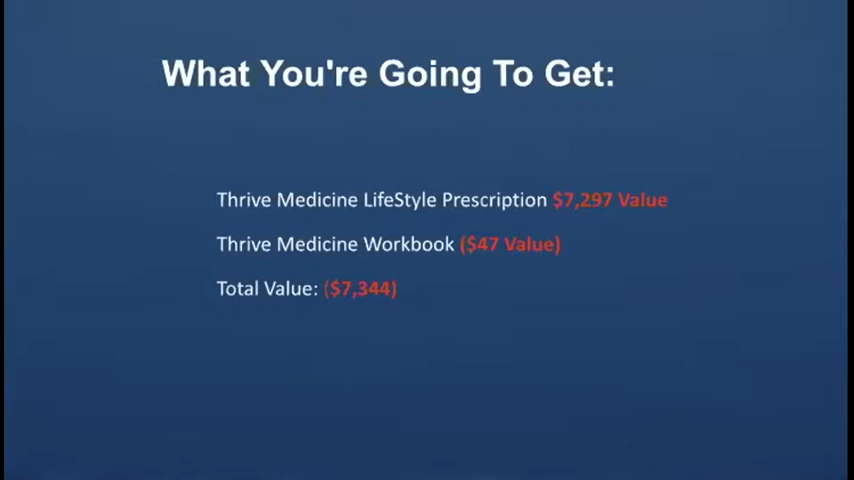 What You're Going To Get:
Thrive Medicine LifeStyle Prescription $7,297 Value
Thrive Medicine Workbook ($47 Value)
Total Value: ($7,344)